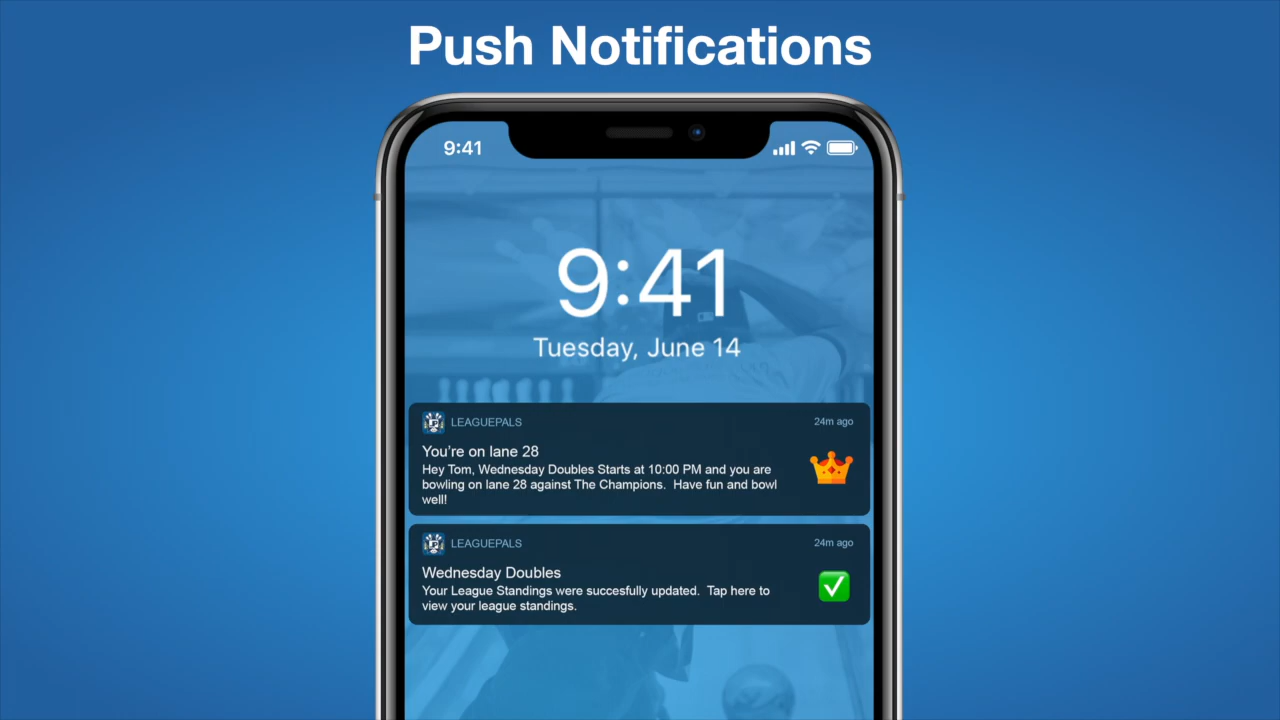 Push Notifications
9:41
9:41
Tuesday, June 14
LEAGUEPALS
24m ago
You're on lane 28
Hey Tom, Wednesday Doubles Starts at 10:00 PM and you are
bowling on lane 28 against The Champions.  Have fun and bowl
well!
LEAGUEPALS
24m ago
Wednesday Doubles
Your League Standings were succesfully updated.  Tap here to
view your league standings.